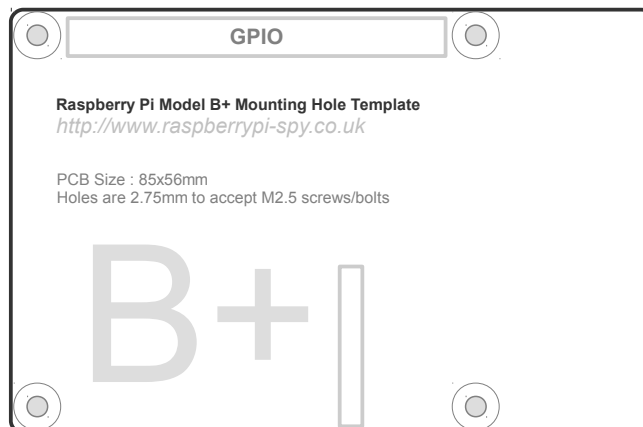 GPIO
Raspberry Pi Model B+ Mounting Hole Template
http://www.raspberrypi-spy.co.uk
PCB Size : 85x56mm
Holes are 2.75mm to accept M2.5 screws/bolts
B+